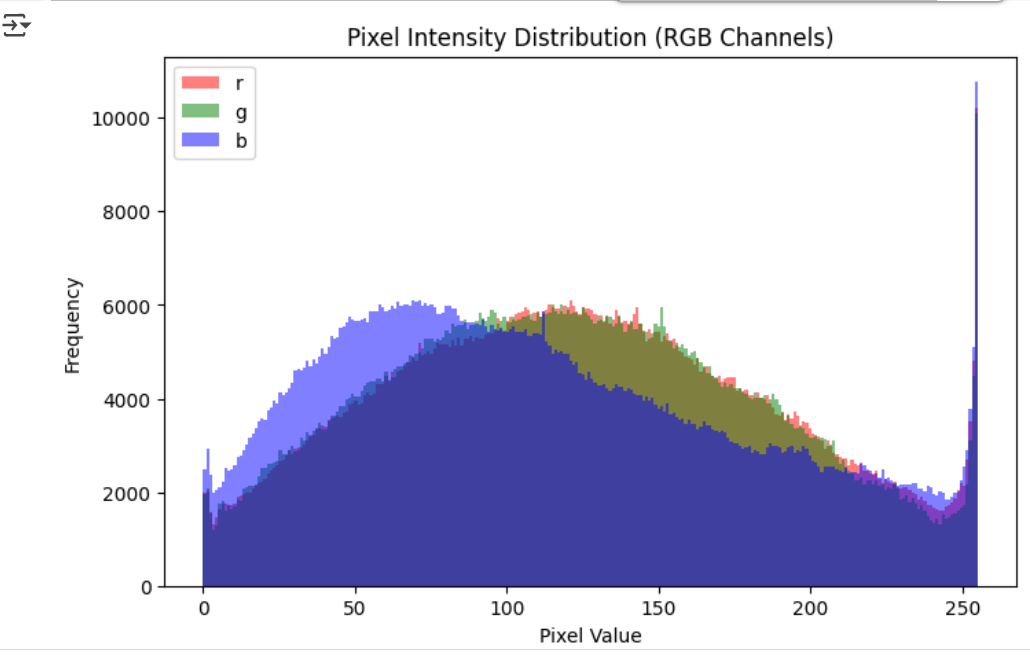 Pixel Intensity Distribution (RGB Channels)
r
g
b
10000
8000
6000
4000
2000
0
Frequency
0 50 100 150 200 250
Pixel Value